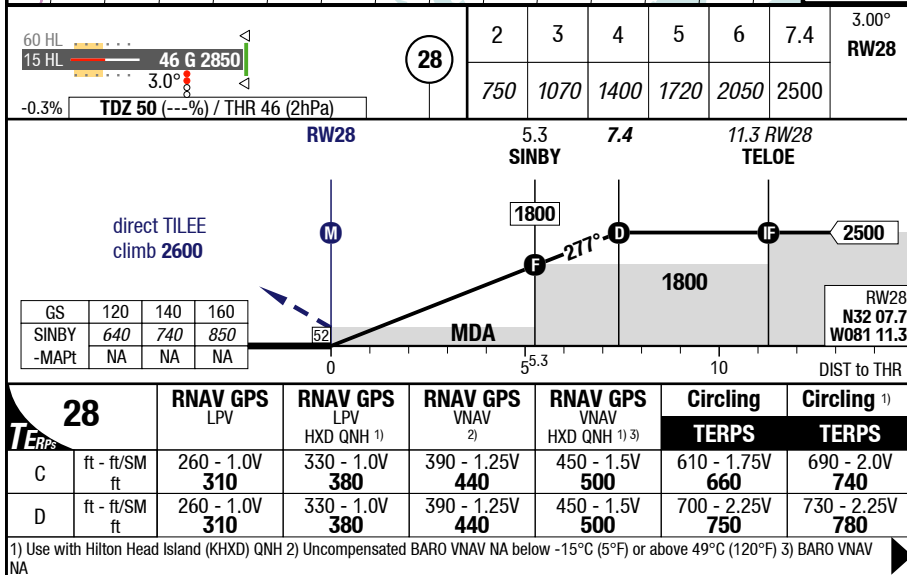 60 HL
15 HL 46 G 2850
3.0°
-0.3% TDZ 50 (---%) / THR 46 (2hPa)
28
2 3 4 5 6 7.4 3.00° RW28
750 1070 1400 1720 2050 2500
RW28 5.3 SINBY 7.4 11.3 RW28 TELOE
direct TILEE
climb 2600
M 1800 F 277° D IF 2500
1800
MDA
52
GS 120 140 160
SINBY 640 740 850
-MAPt NA NA NA
RW28
N32 07.7
W081 11.3
0 5 5.3 10 DIST to THR
TERPs 28
RNAV GPS RNAV GPS RNAV GPS RNAV GPS Circling Circling 1)
LPV LPV VNAV VNAV TERPS TERPS
HXD QNH 1) 2) HXD QNH 1) 3)
C ft - ft/SM 260 - 1.0V 330 - 1.0V 390 - 1.25V 450 - 1.5V 610 - 1.75V 690 - 2.0V
ft 310 380 440 500 660 740
D ft - ft/SM 260 - 1.0V 330 - 1.0V 390 - 1.25V 450 - 1.5V 700 - 2.25V 730 - 2.25V
ft 310 380 440 500 750 780
1) Use with Hilton Head Island (KHXD) QNH 2) Uncompensated BARO VNAV NA below -15°C (5°F) or above 49°C (120°F) 3) BARO VNAV
NA